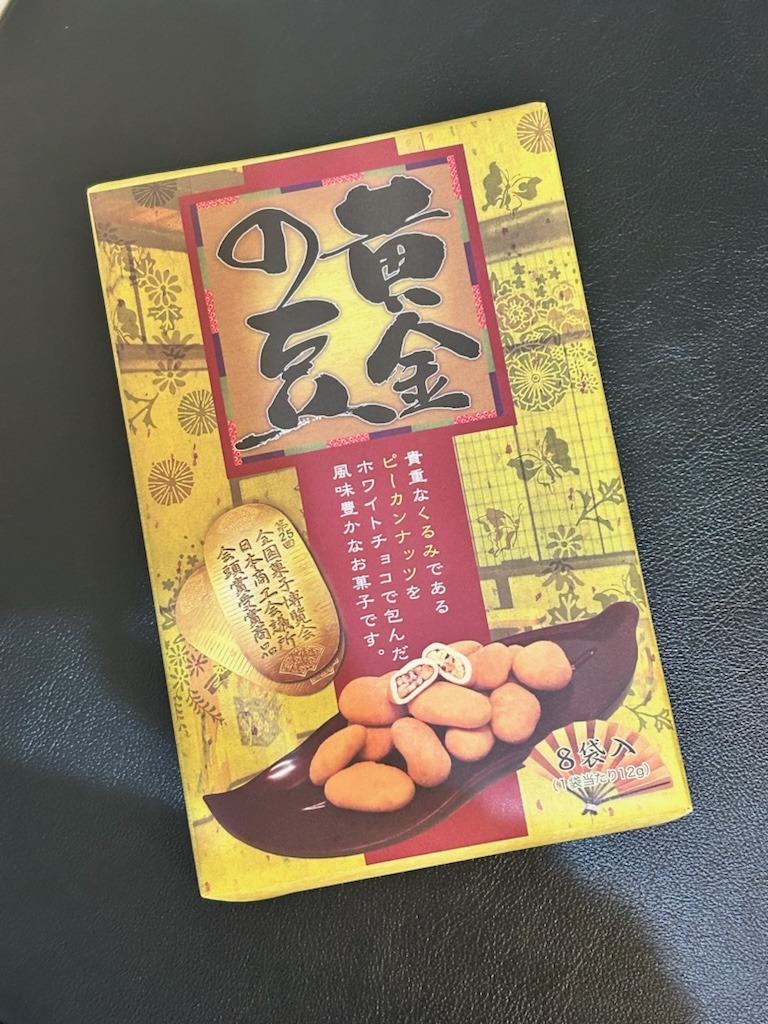 黄金
の豆
貴重なくるみである
ピーカンナッツを
ホワイトチョコで包んだ
風味豊かなお菓子です。
第25回
全国菓子博覧会
日本商工会議所
会頭賞受賞商品
8袋入
(1袋当たり12g)